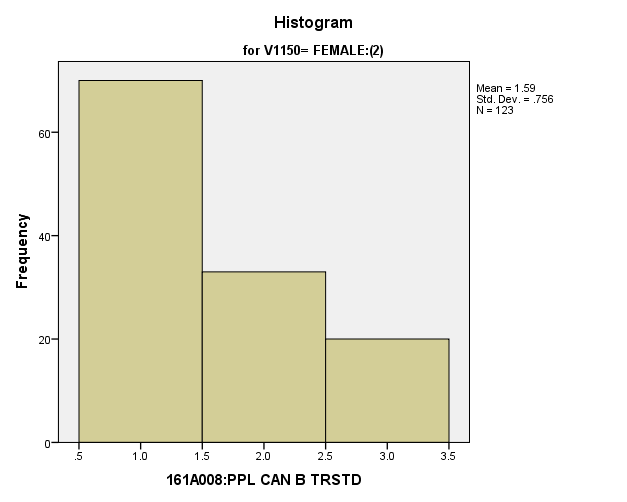 Histogram
for V1150= FEMALE:(2)
Mean = 1.59
Std. Dev. = .756
N = 123
Frequency
60
40
20
0
.5 1.0 1.5 2.0 2.5 3.0 3.5
161A008:PPL CAN B TRSTD